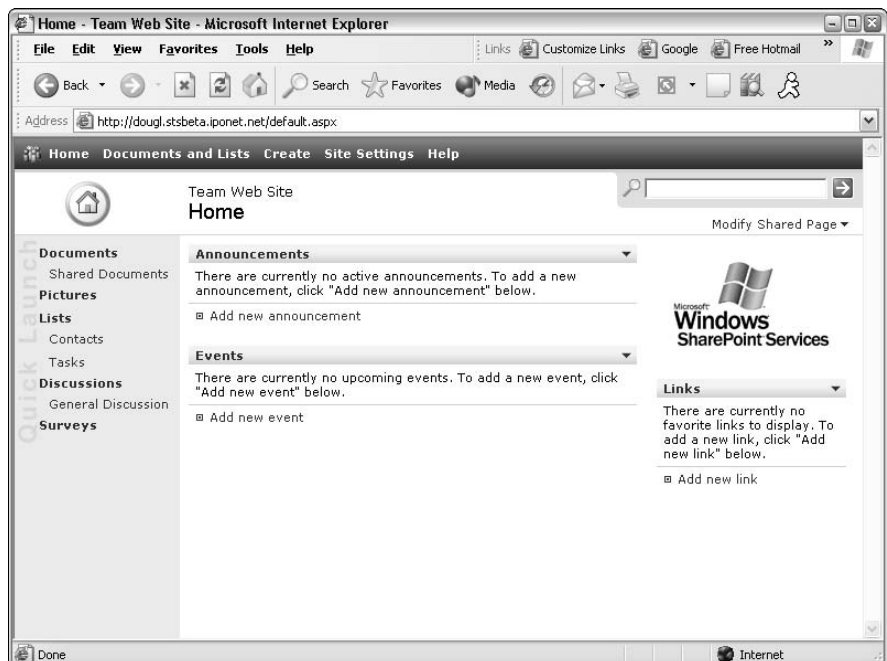 Home - Team Web Site - Microsoft Internet Explorer
File Edit View Favorites Tools Help
Links Customize Links Google Free Hotmail »
Back Search Favorites Media
Address http://dougl.stsbeta.iponet.net/default.aspx
Home Documents and Lists Create Site Settings Help
Team Web Site
Home
Modify Shared Page
Quick Launch
Documents
Shared Documents
Pictures
Lists
Contacts
Tasks
Discussions
General Discussion
Surveys
Announcements
There are currently no active announcements. To add a new
announcement, click "Add new announcement" below.
Add new announcement
Events
There are currently no upcoming events. To add a new event, click
"Add new event" below.
Add new event
Microsoft
Windows
SharePoint Services
Links
There are currently no
favorite links to display. To
add a new link, click "Add
new link" below.
Add new link
Done
Internet